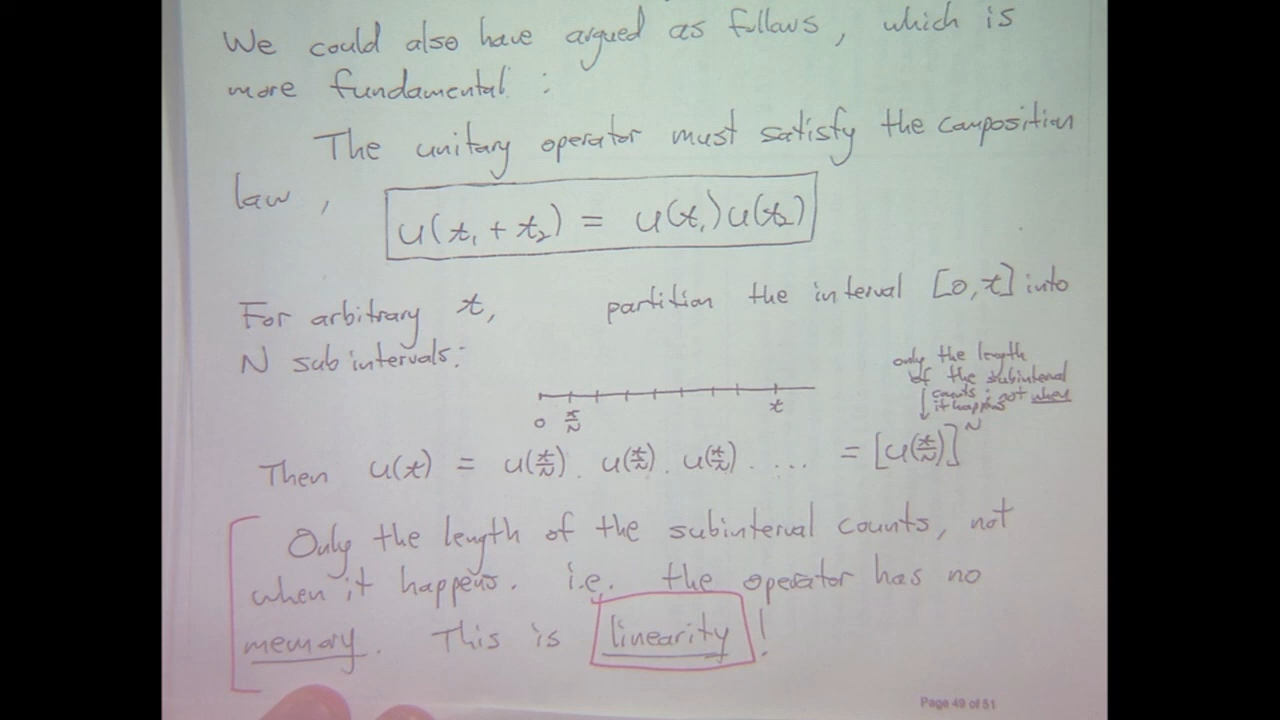 We could also have argued as follows, which is
more fundamental :
The unitary operator must satisfy the composition
law, U(t₁ + t₂) = U(t₁)U(t₂)
For arbitrary t, partition the interval [0,t] into
N subintervals:
only the length
of the subinterval
counts; not when
it happens
0 t/N t
Then U(t) = U(t/N) . U(t/N) . U(t/N) . .... = [U(t/N)]^N
Only the length of the subinterval counts, not
when it happens. i.e. the operator has no
memory. This is linearity!
Page 49 of 51